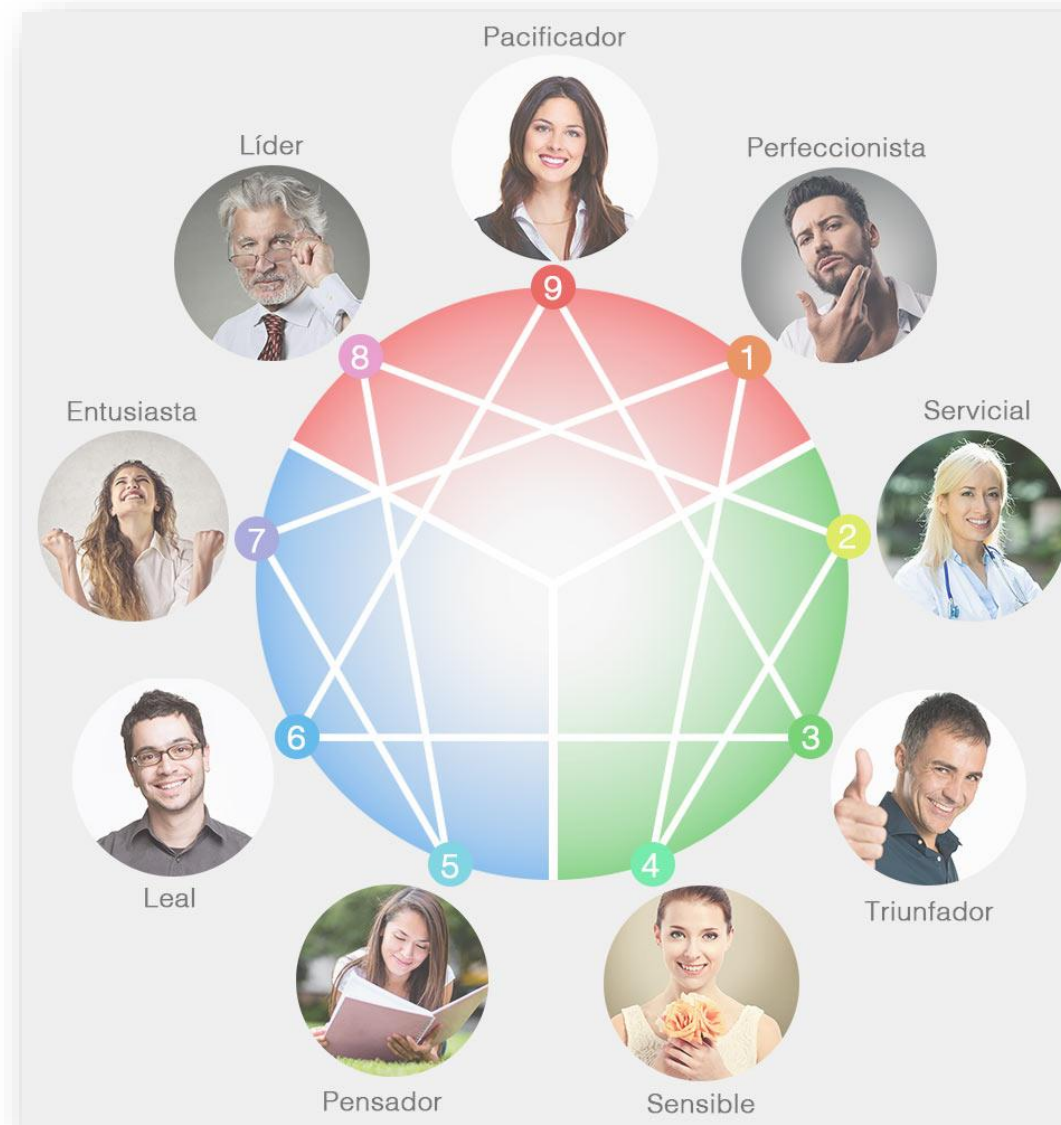 Pacificador
Líder
Perfeccionista
9
8
1
Entusiasta
Servicial
7
2
6
3
Leal
5
4
Triunfador
Pensador
Sensible